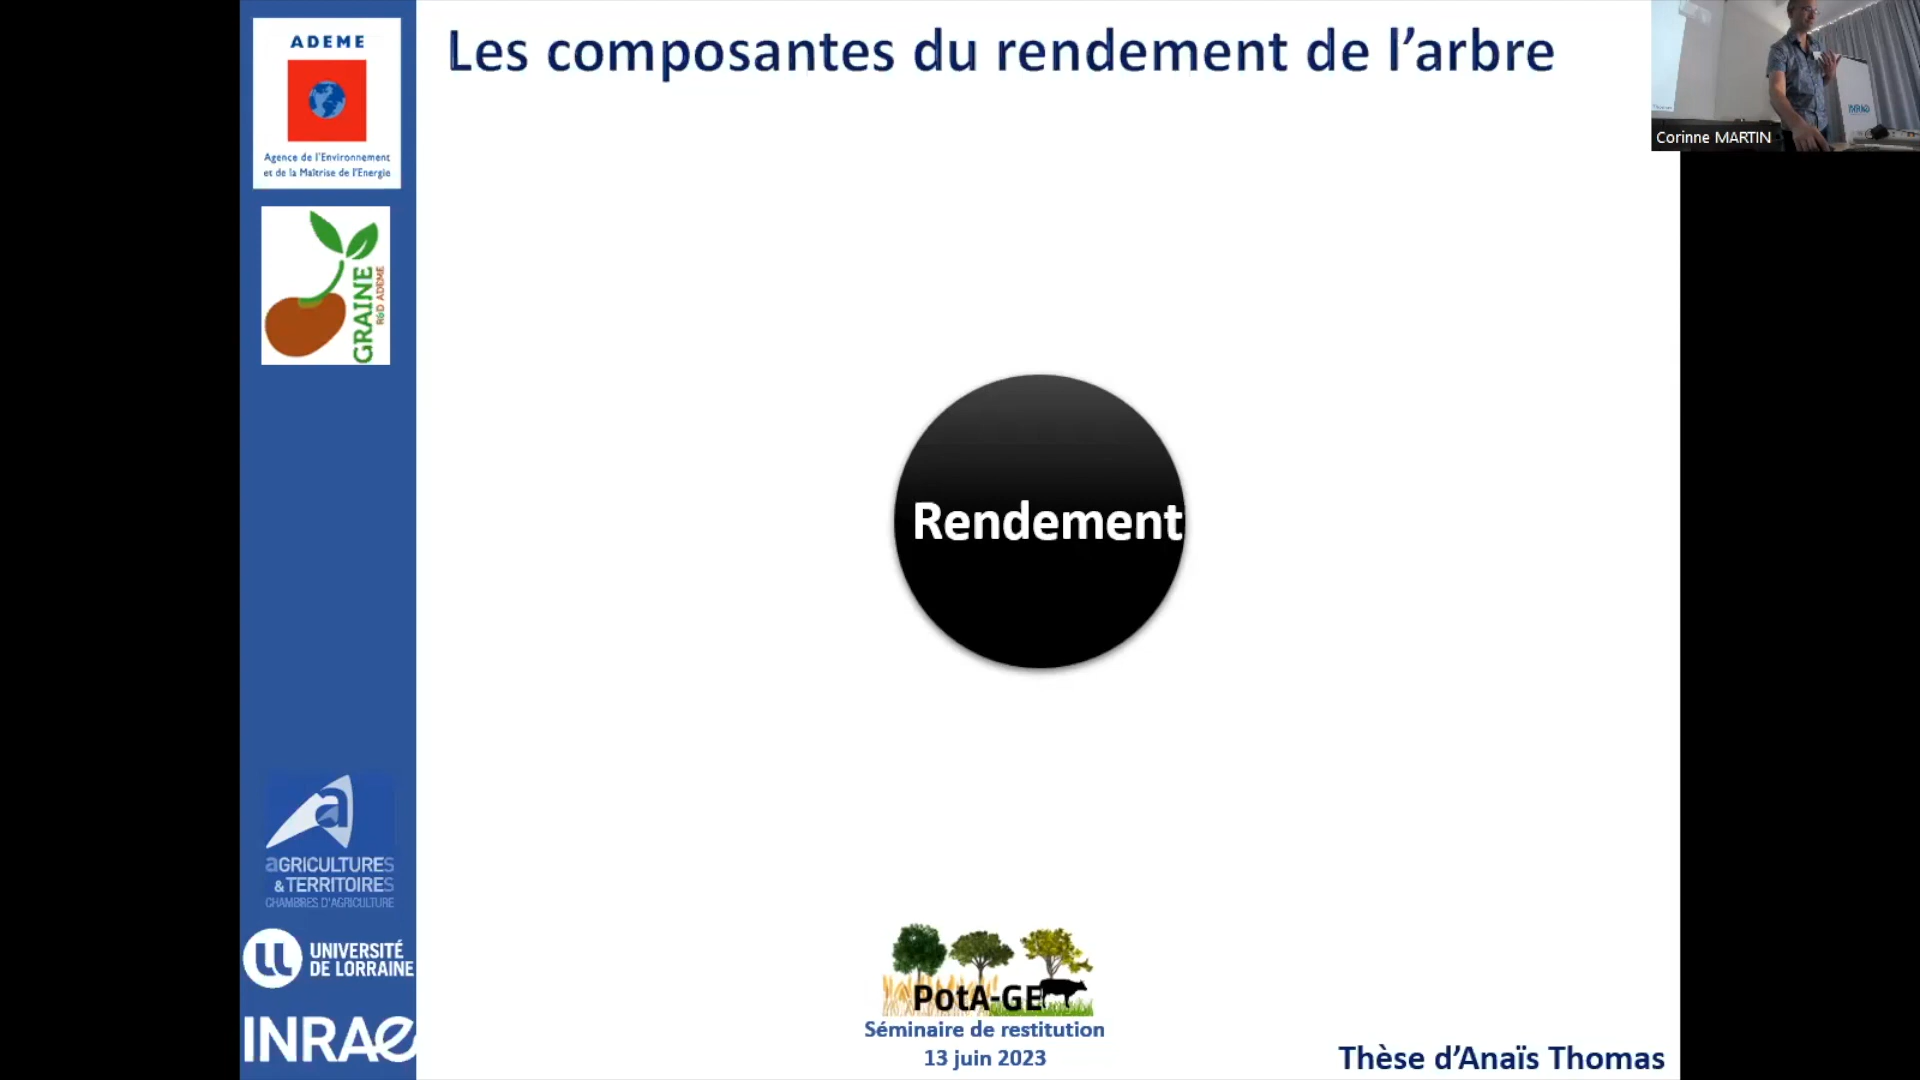 Les composantes du rendement de l’arbre
ADEME
Agence de l'Environnement
et de la Maîtrise de l'Energie
GRAINE
R&D ADEME
Corinne MARTIN
INRAE
Rendement
aGRICULTURES
& TERRITOIRES
CHAMBRES D'AGRICULTURE
UNIVERSITÉ
DE LORRAINE
INRAE
PotA-GE
Séminaire de restitution
13 juin 2023
Thèse d’Anaïs Thomas